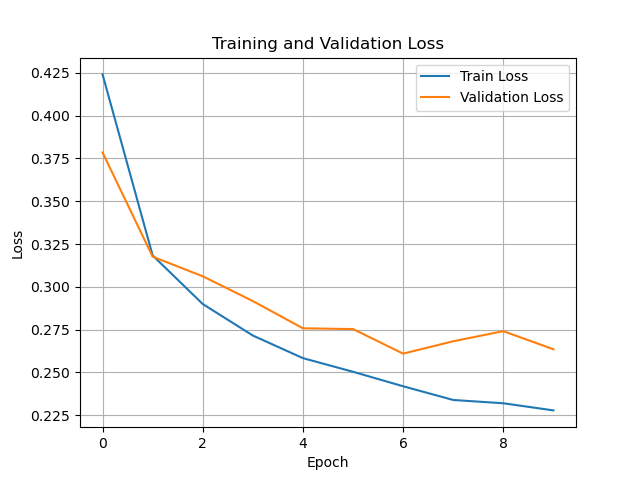 Training and Validation Loss
Train Loss
Validation Loss
0.425
0.400
0.375
0.350
0.325
0.300
0.275
0.250
0.225
Loss
0 2 4 6 8
Epoch